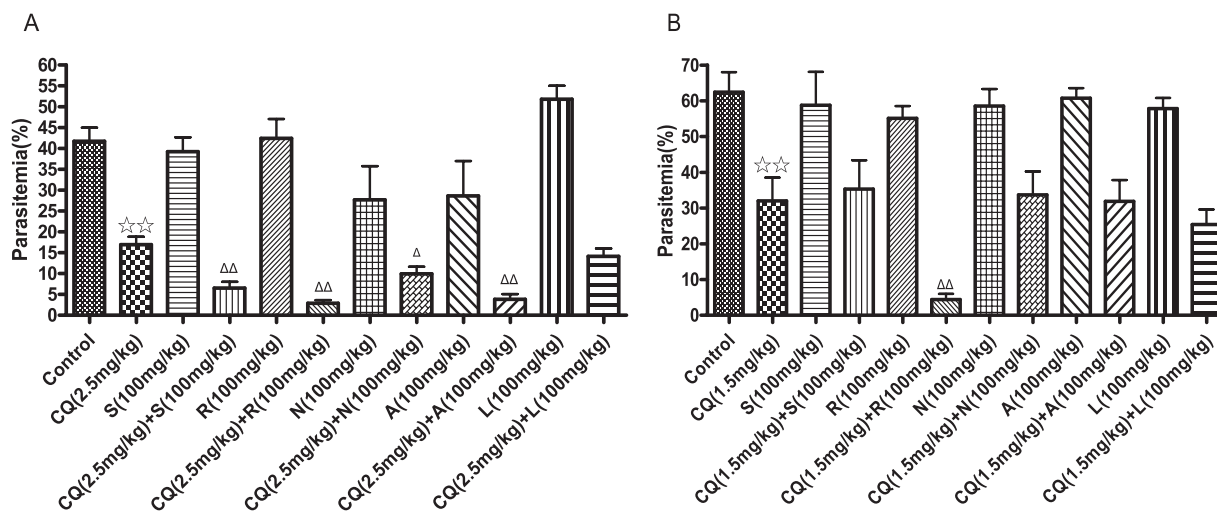 A
Parasitemia(%)
60
55
50
45
40
35
30
25
20
15
10
5
0
☆☆
ΔΔ
ΔΔ
Δ
ΔΔ
Control
CQ(2.5mg/kg)
S(100mg/kg)
CQ(2.5mg/kg)+S(100mg/kg)
R(100mg/kg)
CQ(2.5mg/kg)+R(100mg/kg)
N(100mg/kg)
CQ(2.5mg/kg)+N(100mg/kg)
A(100mg/kg)
CQ(2.5mg/kg)+A(100mg/kg)
L(100mg/kg)
CQ(2.5mg/kg)+L(100mg/kg)
B
Parasitemia(%)
70
60
50
40
30
20
10
0
☆☆
ΔΔ
Control
CQ(1.5mg/kg)
S(100mg/kg)
CQ(1.5mg/kg)+S(100mg/kg)
R(100mg/kg)
CQ(1.5mg/kg)+R(100mg/kg)
N(100mg/kg)
CQ(1.5mg/kg)+N(100mg/kg)
A(100mg/kg)
CQ(1.5mg/kg)+A(100mg/kg)
L(100mg/kg)
CQ(1.5mg/kg)+L(100mg/kg)